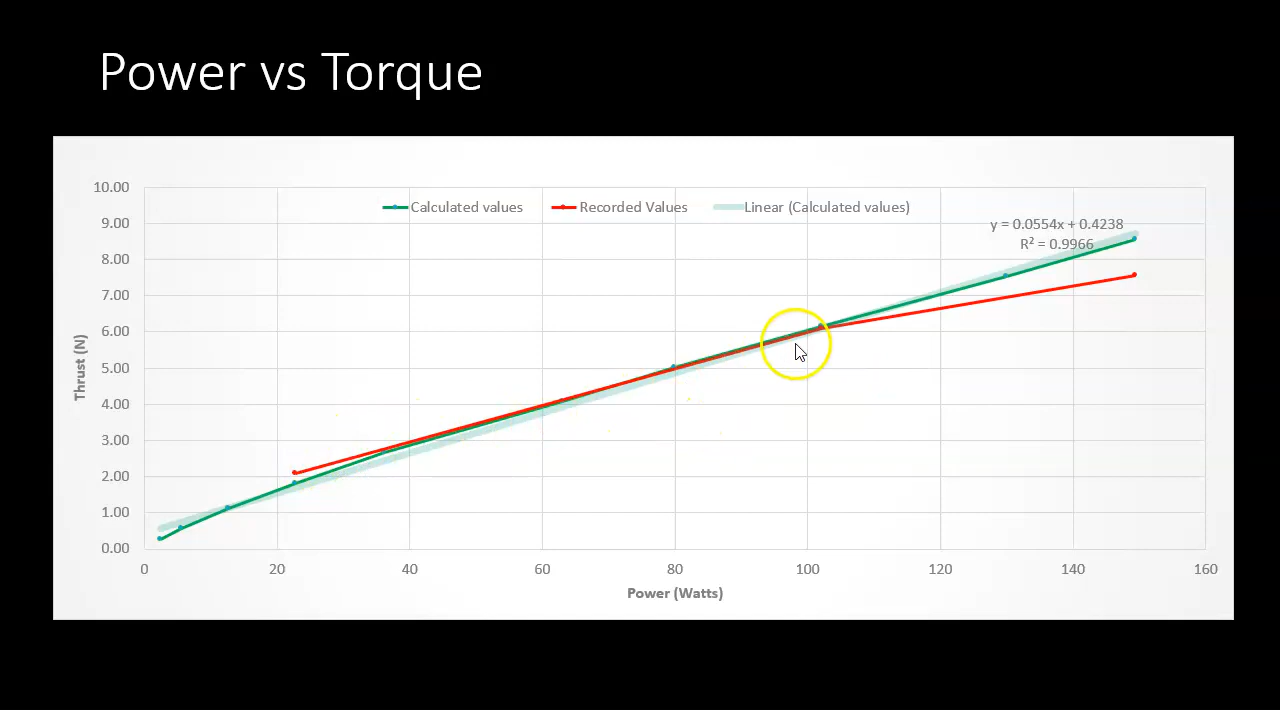 Power vs Torque
10.00
Calculated values Recorded Values Linear (Calculated values)
9.00
y = 0.0554x + 0.4238
R² = 0.9966
8.00
7.00
6.00
5.00
4.00
3.00
2.00
1.00
0.00
Thrust (N)
0 20 40 60 80 100 120 140 160
Power (Watts)